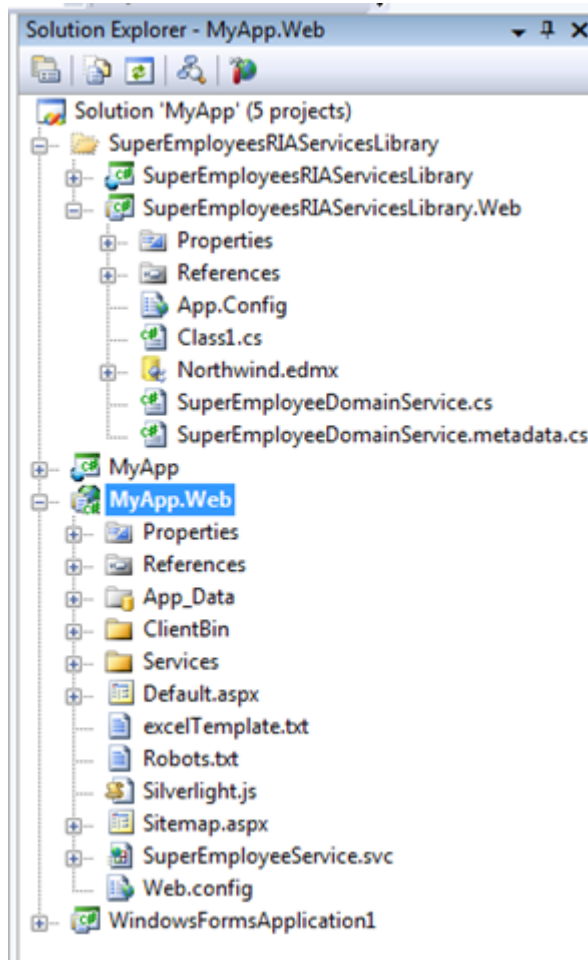 Solution Explorer - MyApp.Web
Solution 'MyApp' (5 projects)
SuperEmployeesRIAServicesLibrary
SuperEmployeesRIAServicesLibrary
SuperEmployeesRIAServicesLibrary.Web
Properties
References
App.Config
Class1.cs
Northwind.edmx
SuperEmployeeDomainService.cs
SuperEmployeeDomainService.metadata.cs
MyApp
MyApp.Web
Properties
References
App_Data
ClientBin
Services
Default.aspx
excelTemplate.txt
Robots.txt
Silverlight.js
Sitemap.aspx
SuperEmployeeService.svc
Web.config
WindowsFormsApplication1